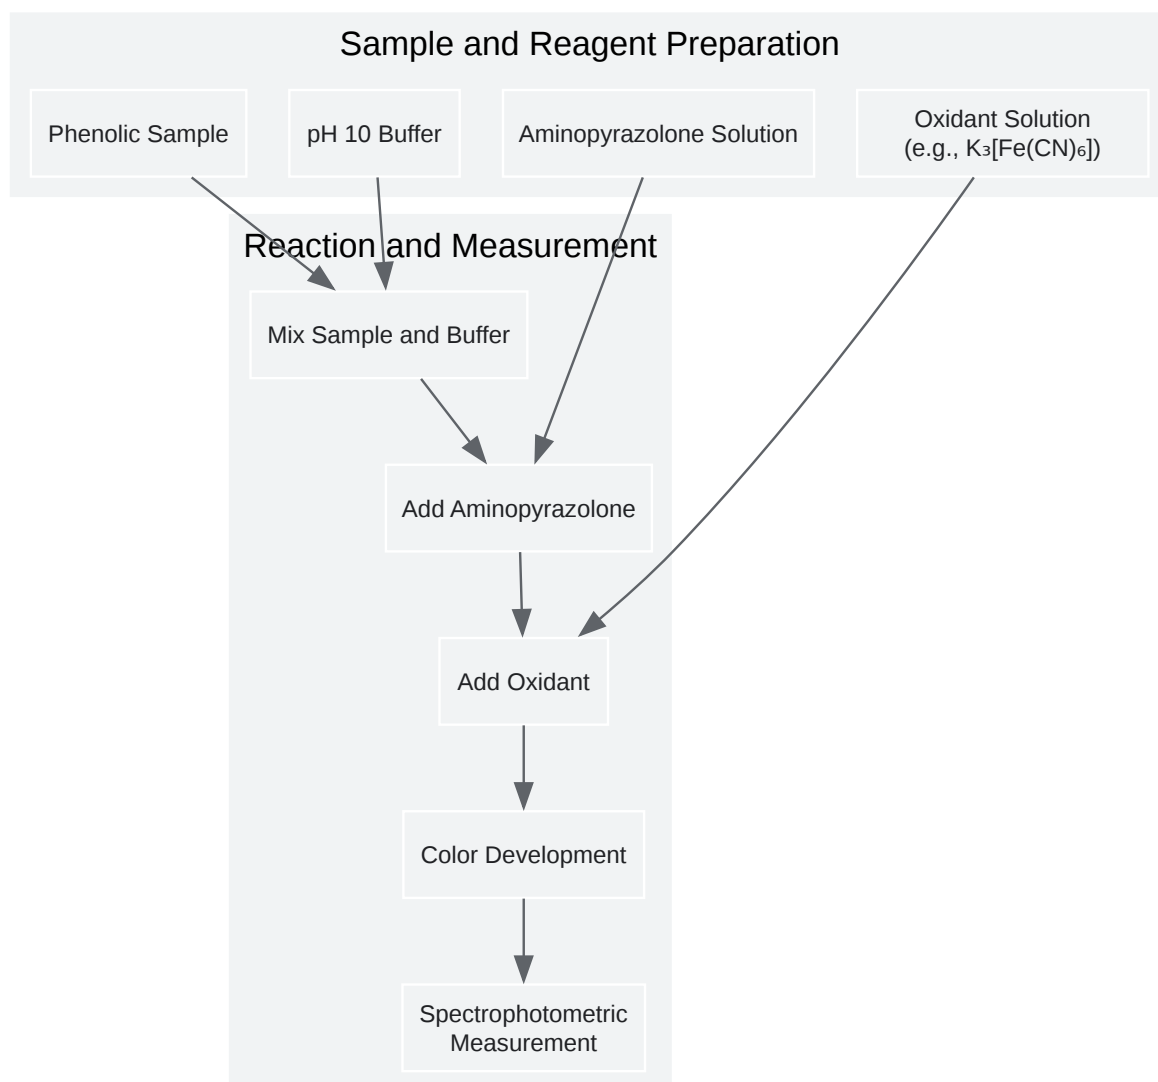 Sample and Reagent Preparation
Phenolic Sample
pH 10 Buffer
Aminopyrazolone Solution
Oxidant Solution
(e.g., K₃[Fe(CN)₆])
Reaction and Measurement
Mix Sample and Buffer
Add Aminopyrazolone
Add Oxidant
Color Development
Spectrophotometric
Measurement